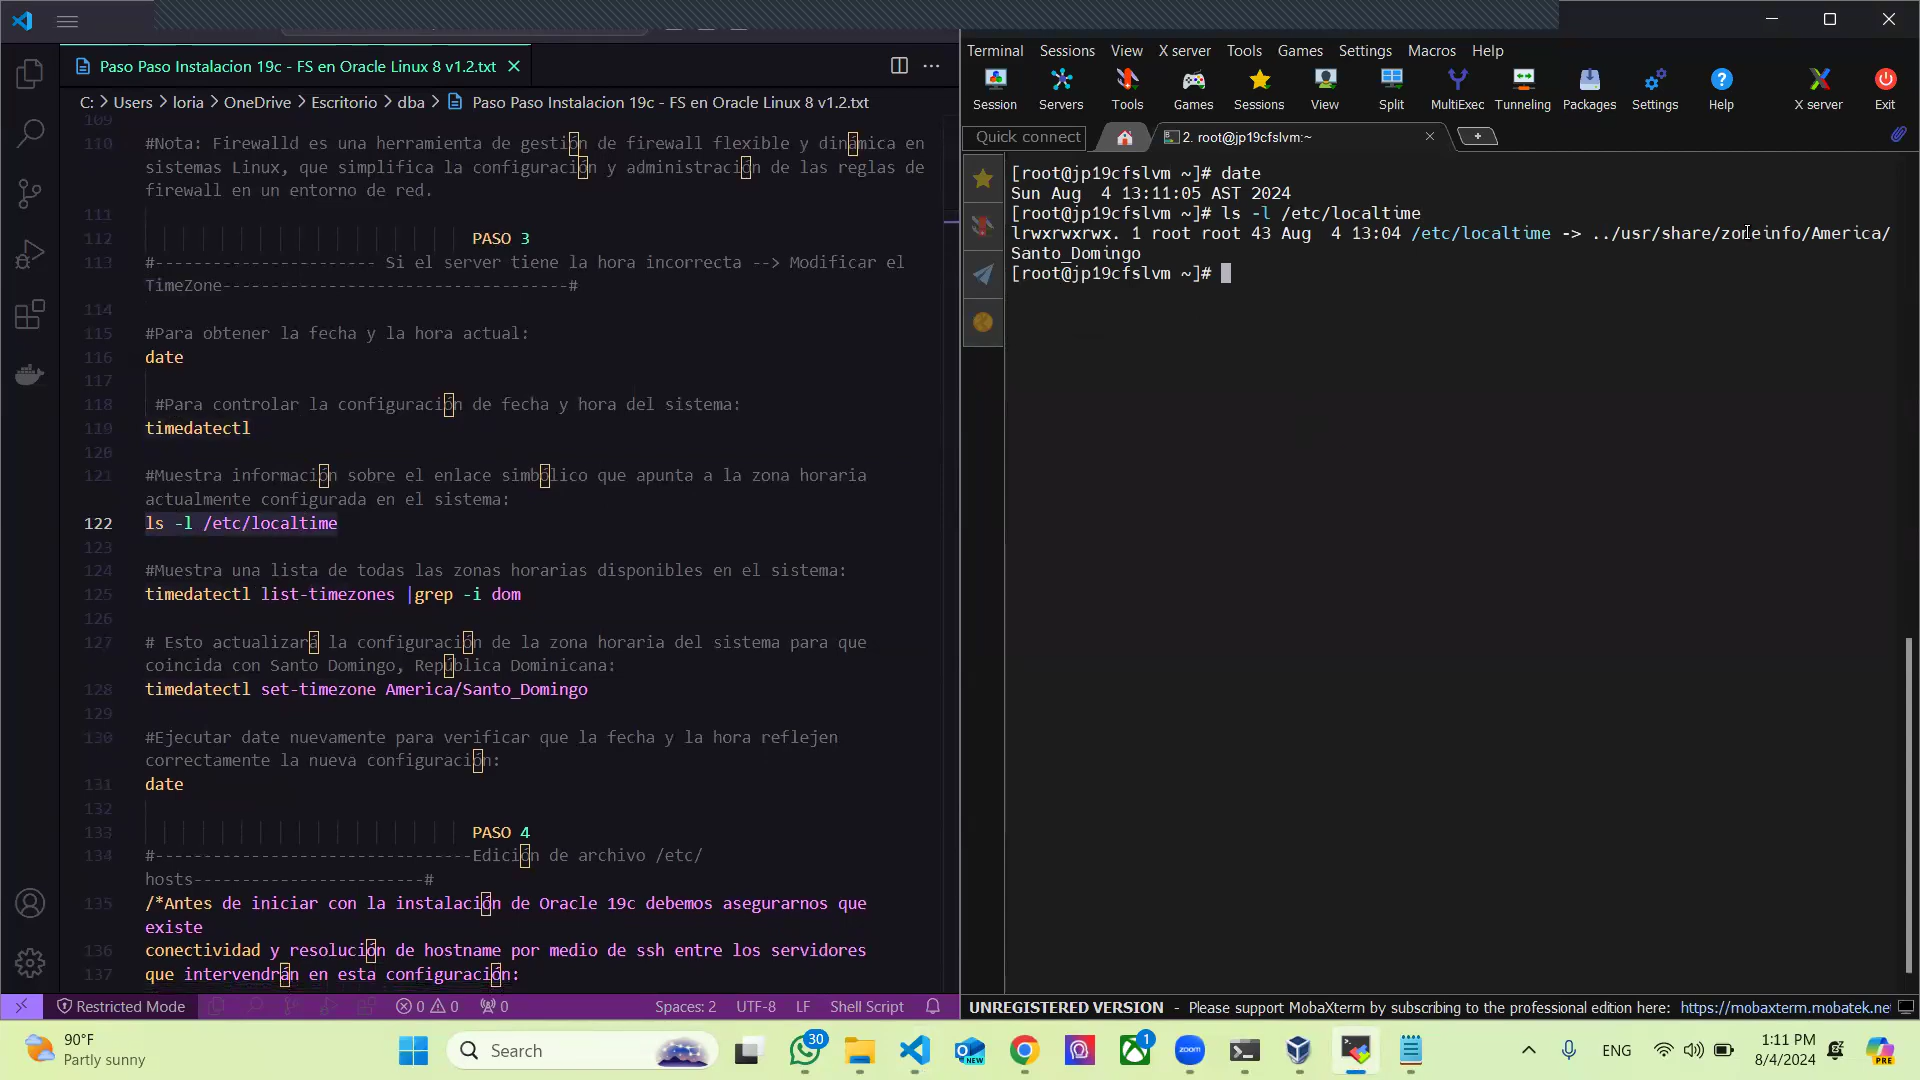 Paso Paso Instalacion 19c - FS en Oracle Linux 8 v1.2.txt
C: > Users > loria > OneDrive > Escritorio > dba > Paso Paso Instalacion 19c - FS en Oracle Linux 8 v1.2.txt
109
110 #Nota: Firewalld es una herramienta de gestión de firewall flexible y dinámica en
sistemas Linux, que simplifica la configuración y administración de las reglas de
firewall en un entorno de red.
111
112 PASO 3
113 #----------------------- Si el server tiene la hora incorrecta --> Modificar el
TimeZone------------------------------------#
114
115 #Para obtener la fecha y la hora actual:
116 date
117
118 #Para controlar la configuración de fecha y hora del sistema:
119 timedatectl
120
121 #Muestra información sobre el enlace simbólico que apunta a la zona horaria
actualmente configurada en el sistema:
122 ls -l /etc/localtime
123
124 #Muestra una lista de todas las zonas horarias disponibles en el sistema:
125 timedatectl list-timezones |grep -i dom
126
127 # Esto actualizará la configuración de la zona horaria del sistema para que
coincida con Santo Domingo, República Dominicana:
128 timedatectl set-timezone America/Santo_Domingo
129
130 #Ejecutar date nuevamente para verificar que la fecha y la hora reflejen
correctamente la nueva configuración:
131 date
132
133 PASO 4
134 #---------------------------------Edición de archivo /etc/
hosts------------------------#
135 /*Antes de iniciar con la instalación de Oracle 19c debemos asegurarnos que
existe
136 conectividad y resolución de hostname por medio de ssh entre los servidores
137 que intervendrán en esta configuración:
Restricted Mode 0 0 0 Spaces: 2 UTF-8 LF Shell Script
Terminal Sessions View X server Tools Games Settings Macros Help
Session Servers Tools Games Sessions View Split MultiExec Tunneling Packages Settings Help X server Exit
Quick connect 2. root@jp19cfslvm:~
[root@jp19cfslvm ~]# date
Sun Aug  4 13:11:05 AST 2024
[root@jp19cfslvm ~]# ls -l /etc/localtime
lrwxrwxrwx. 1 root root 43 Aug  4 13:04 /etc/localtime -> ../usr/share/zoneinfo/America/
Santo_Domingo
[root@jp19cfslvm ~]#
UNREGISTERED VERSION - Please support MobaXterm by subscribing to the professional edition here: https://mobaxterm.mobatek.net
90°F
Partly sunny
Search
30
NEW
1
zoom
ENG
1:11 PM
8/4/2024
PRE